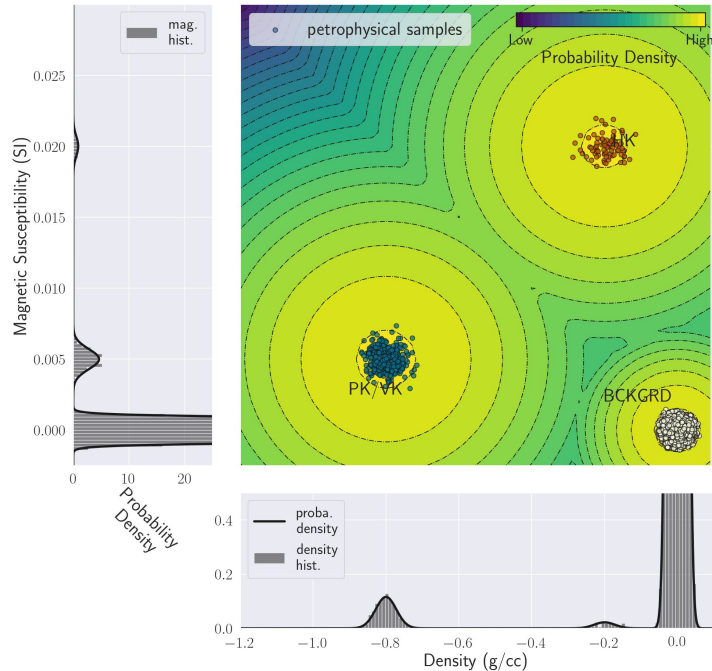 mag.
hist.
0.025
0.020
0.015
0.010
0.005
0.000
Magnetic Susceptibility (SI)
0 10 20
Probability
Density
petrophysical samples
Low High
Probability Density
HK
PK/VK
BCKGRD
proba.
density
density
hist.
0.4
0.2
0.0
−1.2 −1.0 −0.8 −0.6 −0.4 −0.2 0.0
Density (g/cc)